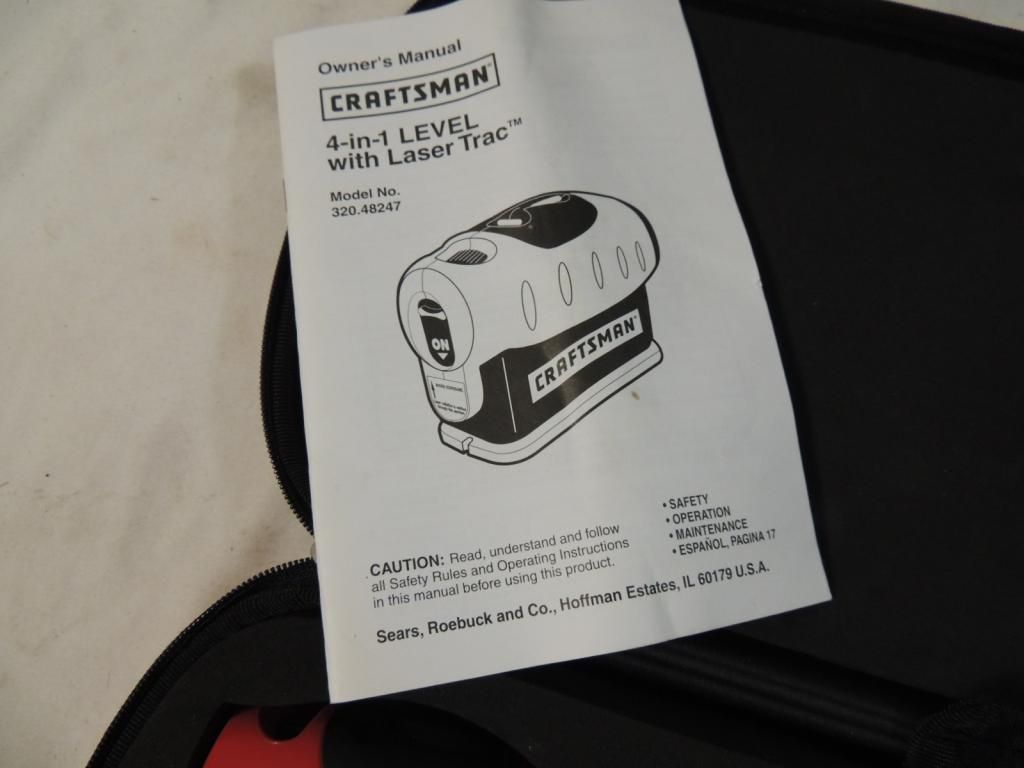 Owner's Manual
CRAFTSMAN®
4-in-1 LEVEL
with Laser Trac™
Model No.
320.48247
ON
CRAFTSMAN®
• SAFETY
• OPERATION
• MAINTENANCE
• ESPAÑOL, PAGINA 17
CAUTION: Read, understand and follow
all Safety Rules and Operating Instructions
in this manual before using this product.
Sears, Roebuck and Co., Hoffman Estates, IL 60179 U.S.A.